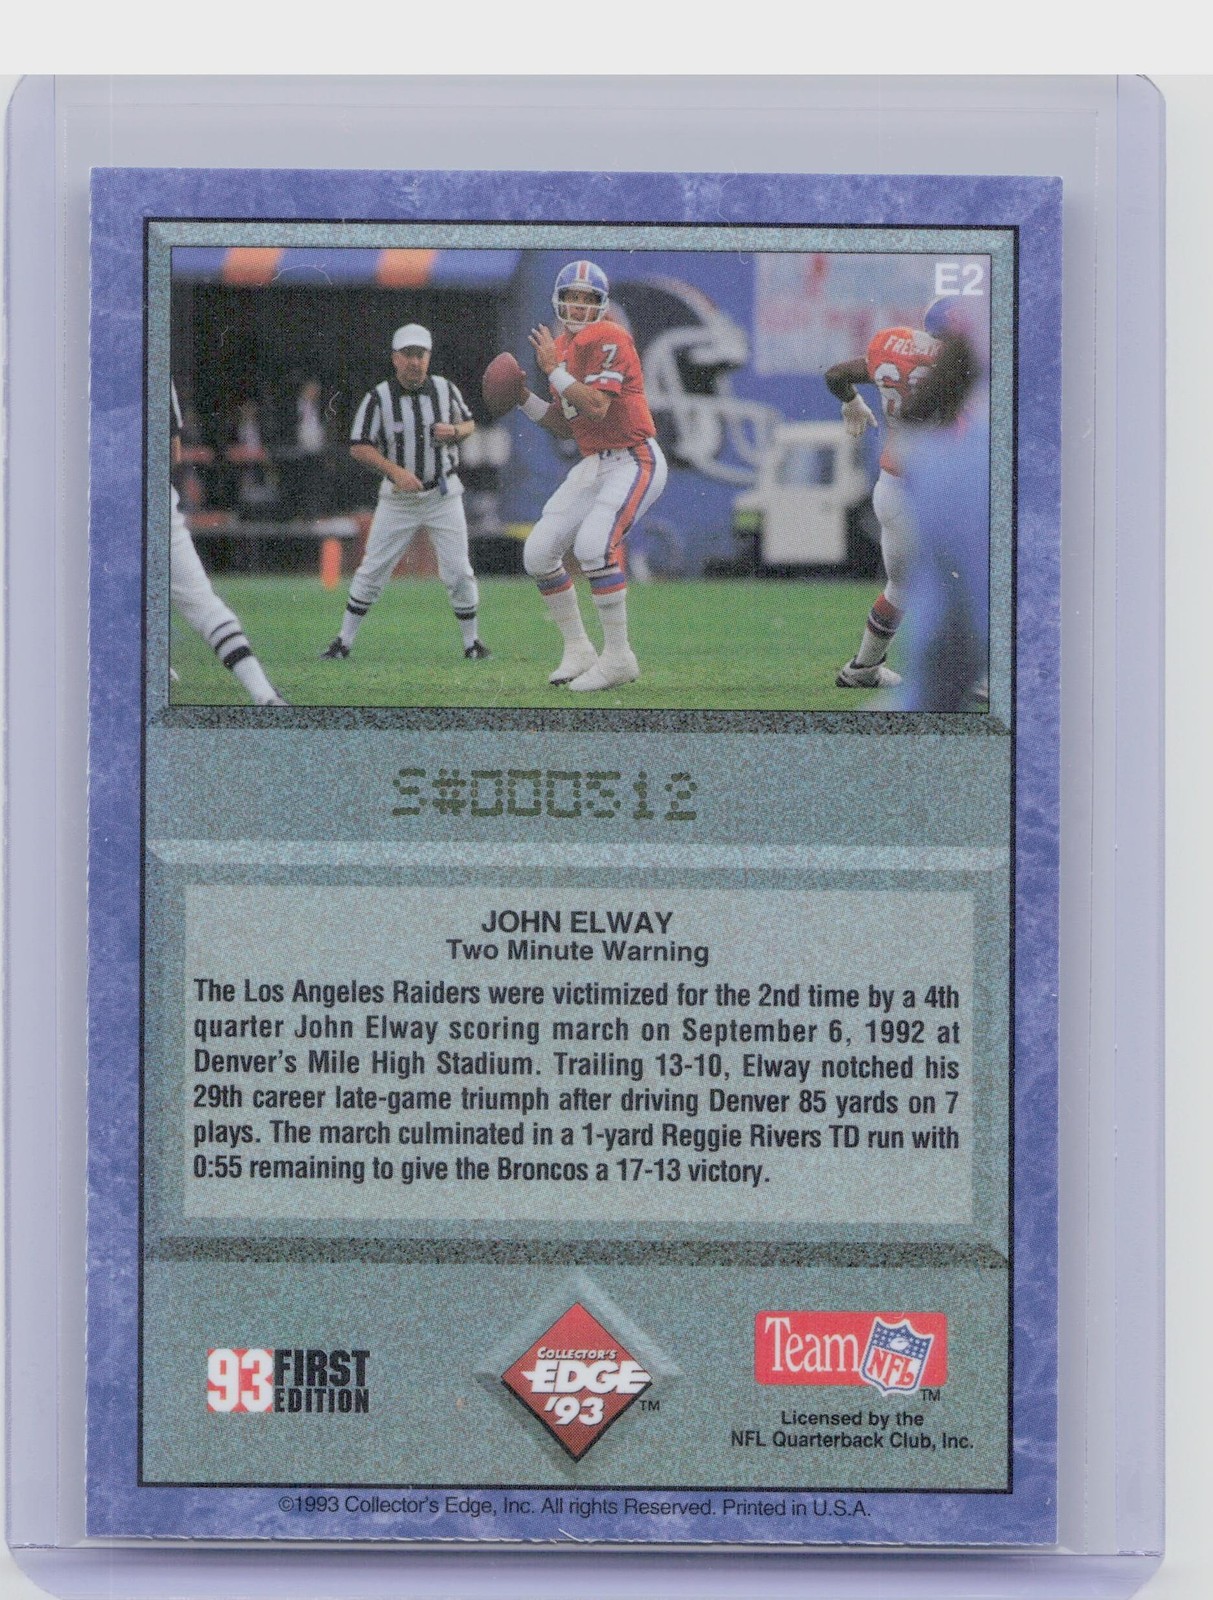 E2
7
S#000512
JOHN ELWAY
Two Minute Warning
The Los Angeles Raiders were victimized for the 2nd time by a 4th
quarter John Elway scoring march on September 6, 1992 at
Denver's Mile High Stadium. Trailing 13-10, Elway notched his
29th career late-game triumph after driving Denver 85 yards on 7
plays. The march culminated in a 1-yard Reggie Rivers TD run with
0:55 remaining to give the Broncos a 17-13 victory.
93 FIRST
EDITION
COLLECTOR'S
EDGE
'93 TM
Team NFL TM
Licensed by the
NFL Quarterback Club, Inc.
©1993 Collector's Edge, Inc. All rights Reserved. Printed in U.S.A.